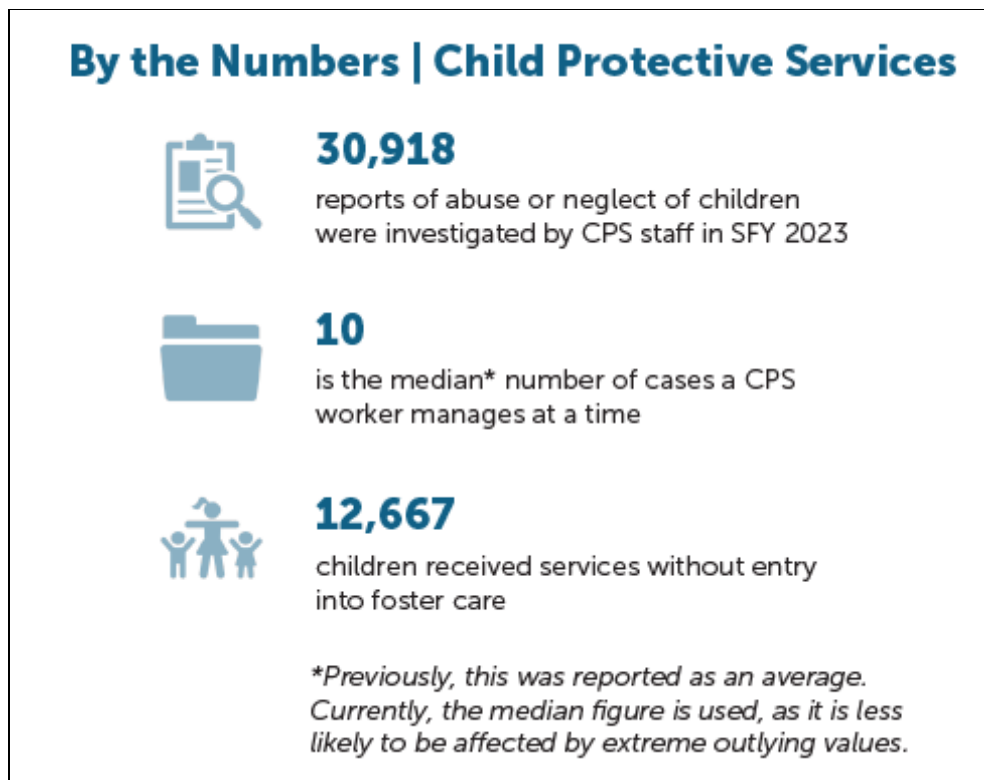 By the Numbers | Child Protective Services
30,918
reports of abuse or neglect of children
were investigated by CPS staff in SFY 2023
10
is the median* number of cases a CPS
worker manages at a time
12,667
children received services without entry
into foster care
*Previously, this was reported as an average.
Currently, the median figure is used, as it is less
likely to be affected by extreme outlying values.